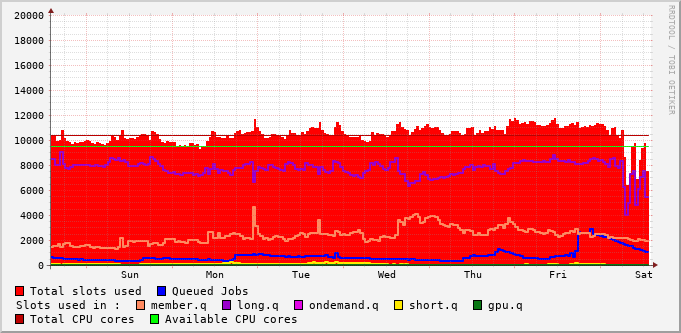 20000
18000
16000
14000
12000
10000
8000
6000
4000
2000
0
Sun Mon Tue Wed Thu Fri Sat
RRDTOOL / TOBI OETIKER
Total slots used Queued Jobs
Slots used in : member.q long.q ondemand.q short.q gpu.q
Total CPU cores Available CPU cores